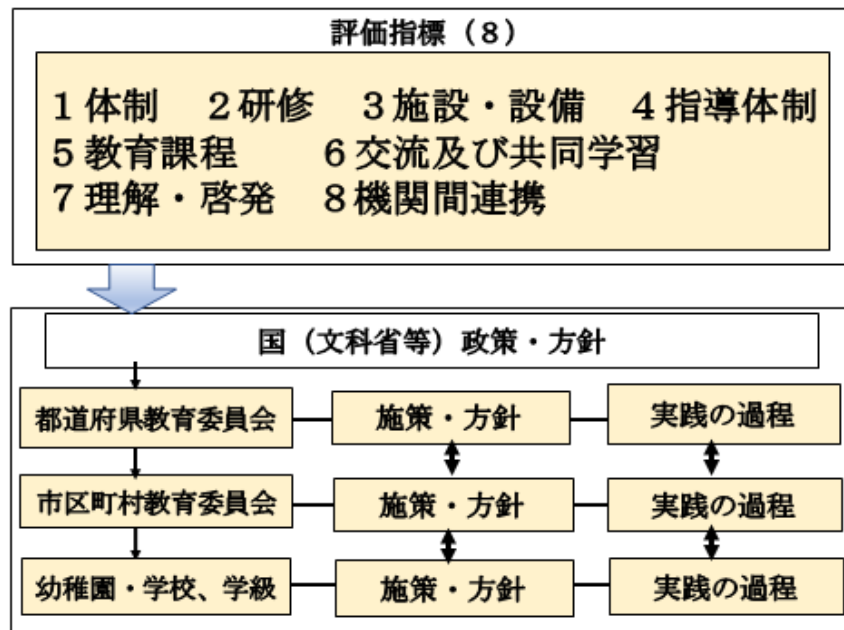 評価指標（８）
１体制　２研修　３施設・設備　４指導体制
５教育課程　　６交流及び共同学習
７理解・啓発　８機関間連携
国（文科省等）政策・方針
都道府県教育委員会
施策・方針
実践の過程
市区町村教育委員会
施策・方針
実践の過程
幼稚園・学校、学級
施策・方針
実践の過程